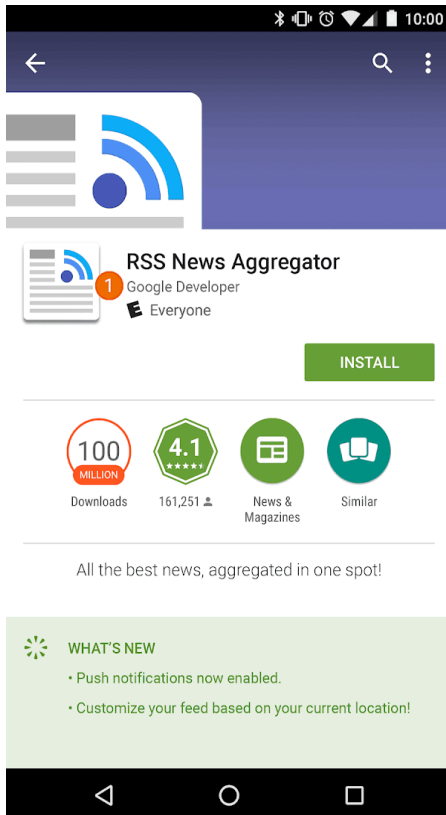 10:00
RSS News Aggregator
1
Google Developer
E Everyone
INSTALL
100
MILLION
4.1
Downloads
161,251
News &
Magazines
Similar
All the best news, aggregated in one spot!
WHAT'S NEW
• Push notifications now enabled.
• Customize your feed based on your current location!